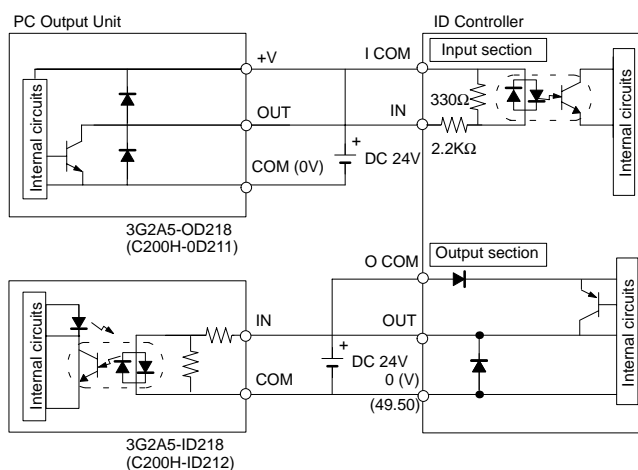 PC Output Unit
ID Controller
+V
I COM
Input section
Internal circuits
330Ω
Internal circuits
OUT
IN
2.2KΩ
COM (0V)
+
DC 24V
3G2A5-OD218
(C200H-0D211)
O COM
Output section
Internal circuits
IN
OUT
Internal circuits
+
DC 24V
COM
0 (V)
(49.50)
3G2A5-ID218
(C200H-ID212)